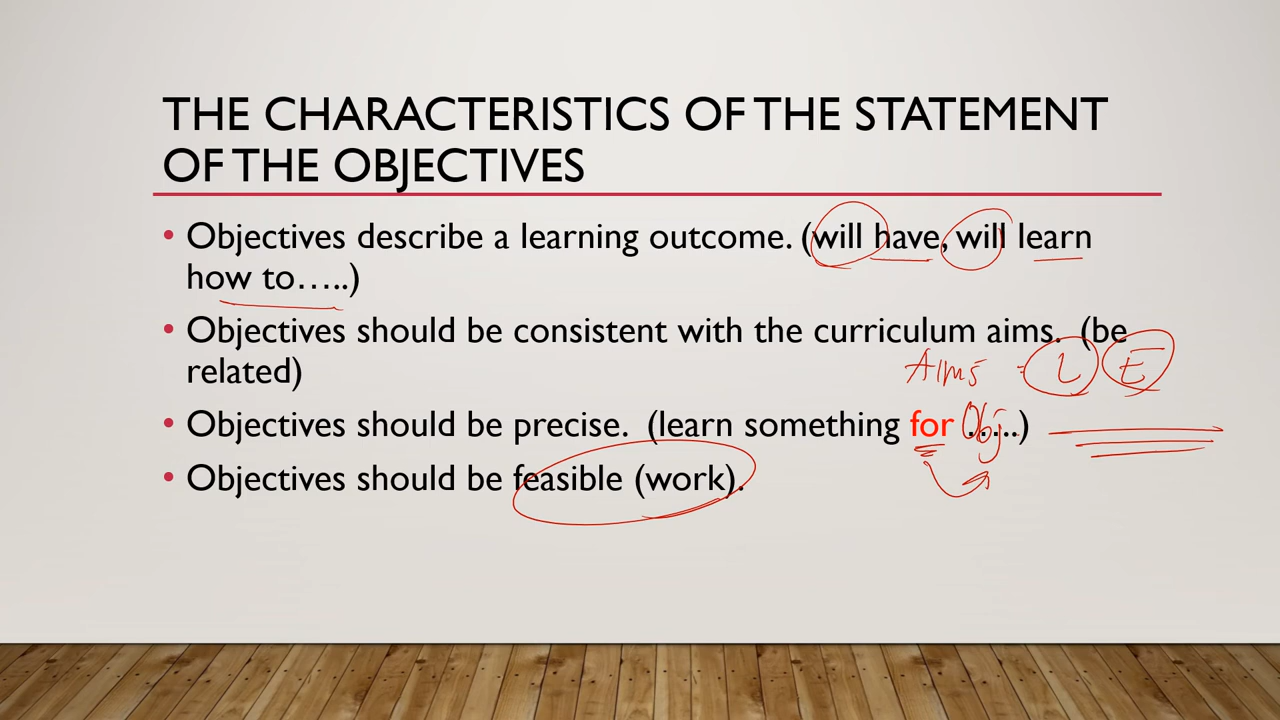 THE CHARACTERISTICS OF THE STATEMENT
OF THE OBJECTIVES
• Objectives describe a learning outcome. (will have, will learn
how to…..)
• Objectives should be consistent with the curriculum aims. (be
related)
Aims : L E
• Objectives should be precise. (learn something for …..)
Obj
• Objectives should be feasible (work).